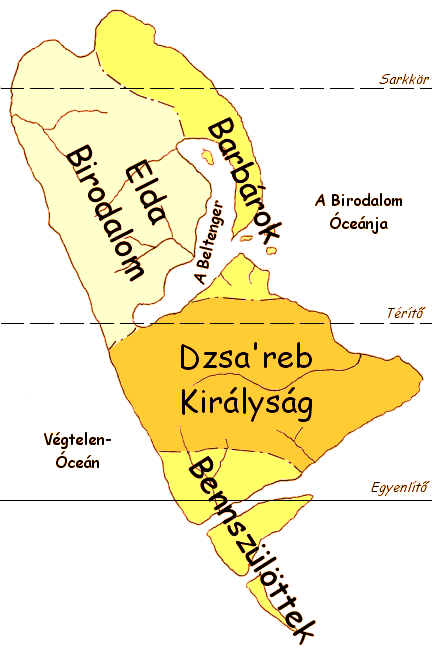 Sarkkör
Barbárok
Elda
Birodalom
A Birodalom
Óceánja
A Beltenger
Térítő
Dzsa'reb
Királyság
Végtelen-
Óceán
Egyenlítő
Bennszülöttek